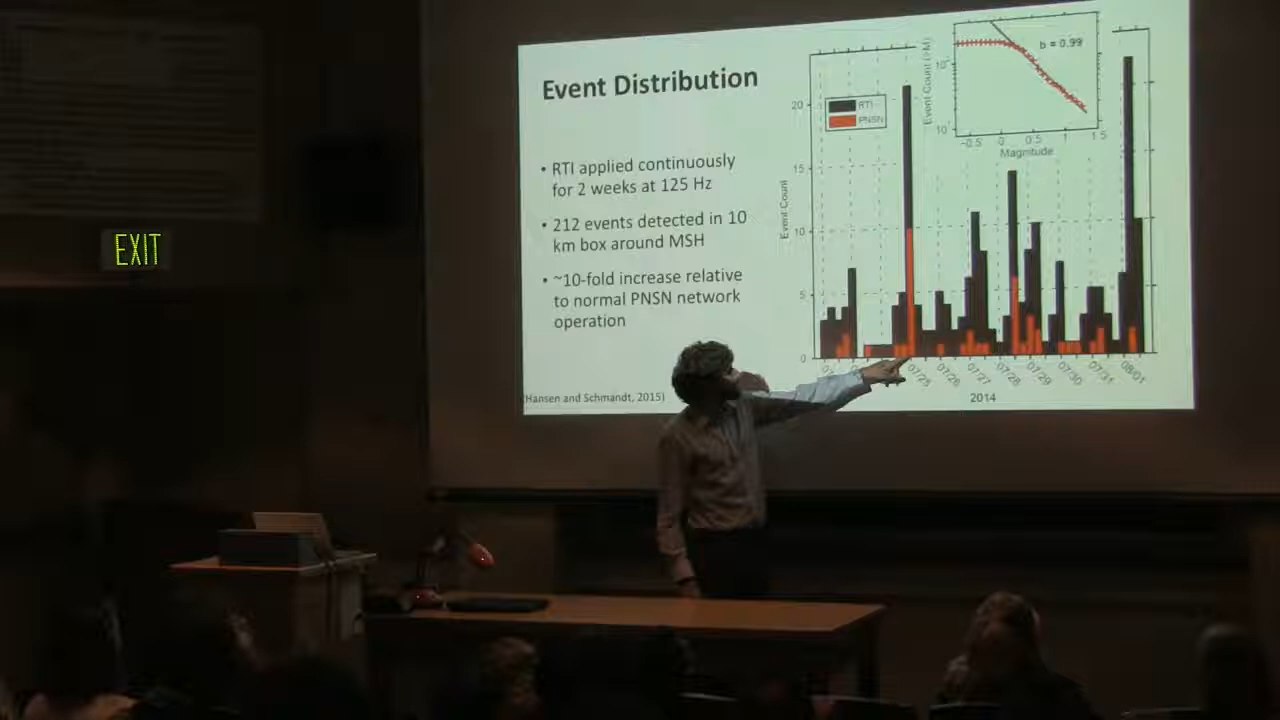 EXIT
Event Distribution
• RTI applied continuously
for 2 weeks at 125 Hz
• 212 events detected in 10
km box around MSH
• ~10-fold increase relative
to normal PNSN network
operation
(Hansen and Schmandt, 2015)
RTI
PNSN
Event Count
20
15
10
5
0
07/25
07/26
07/27
07/28
07/29
07/30
07/31
08/01
2014
b = 0.99
-0.5
0
0.5
1
1.5
Magnitude